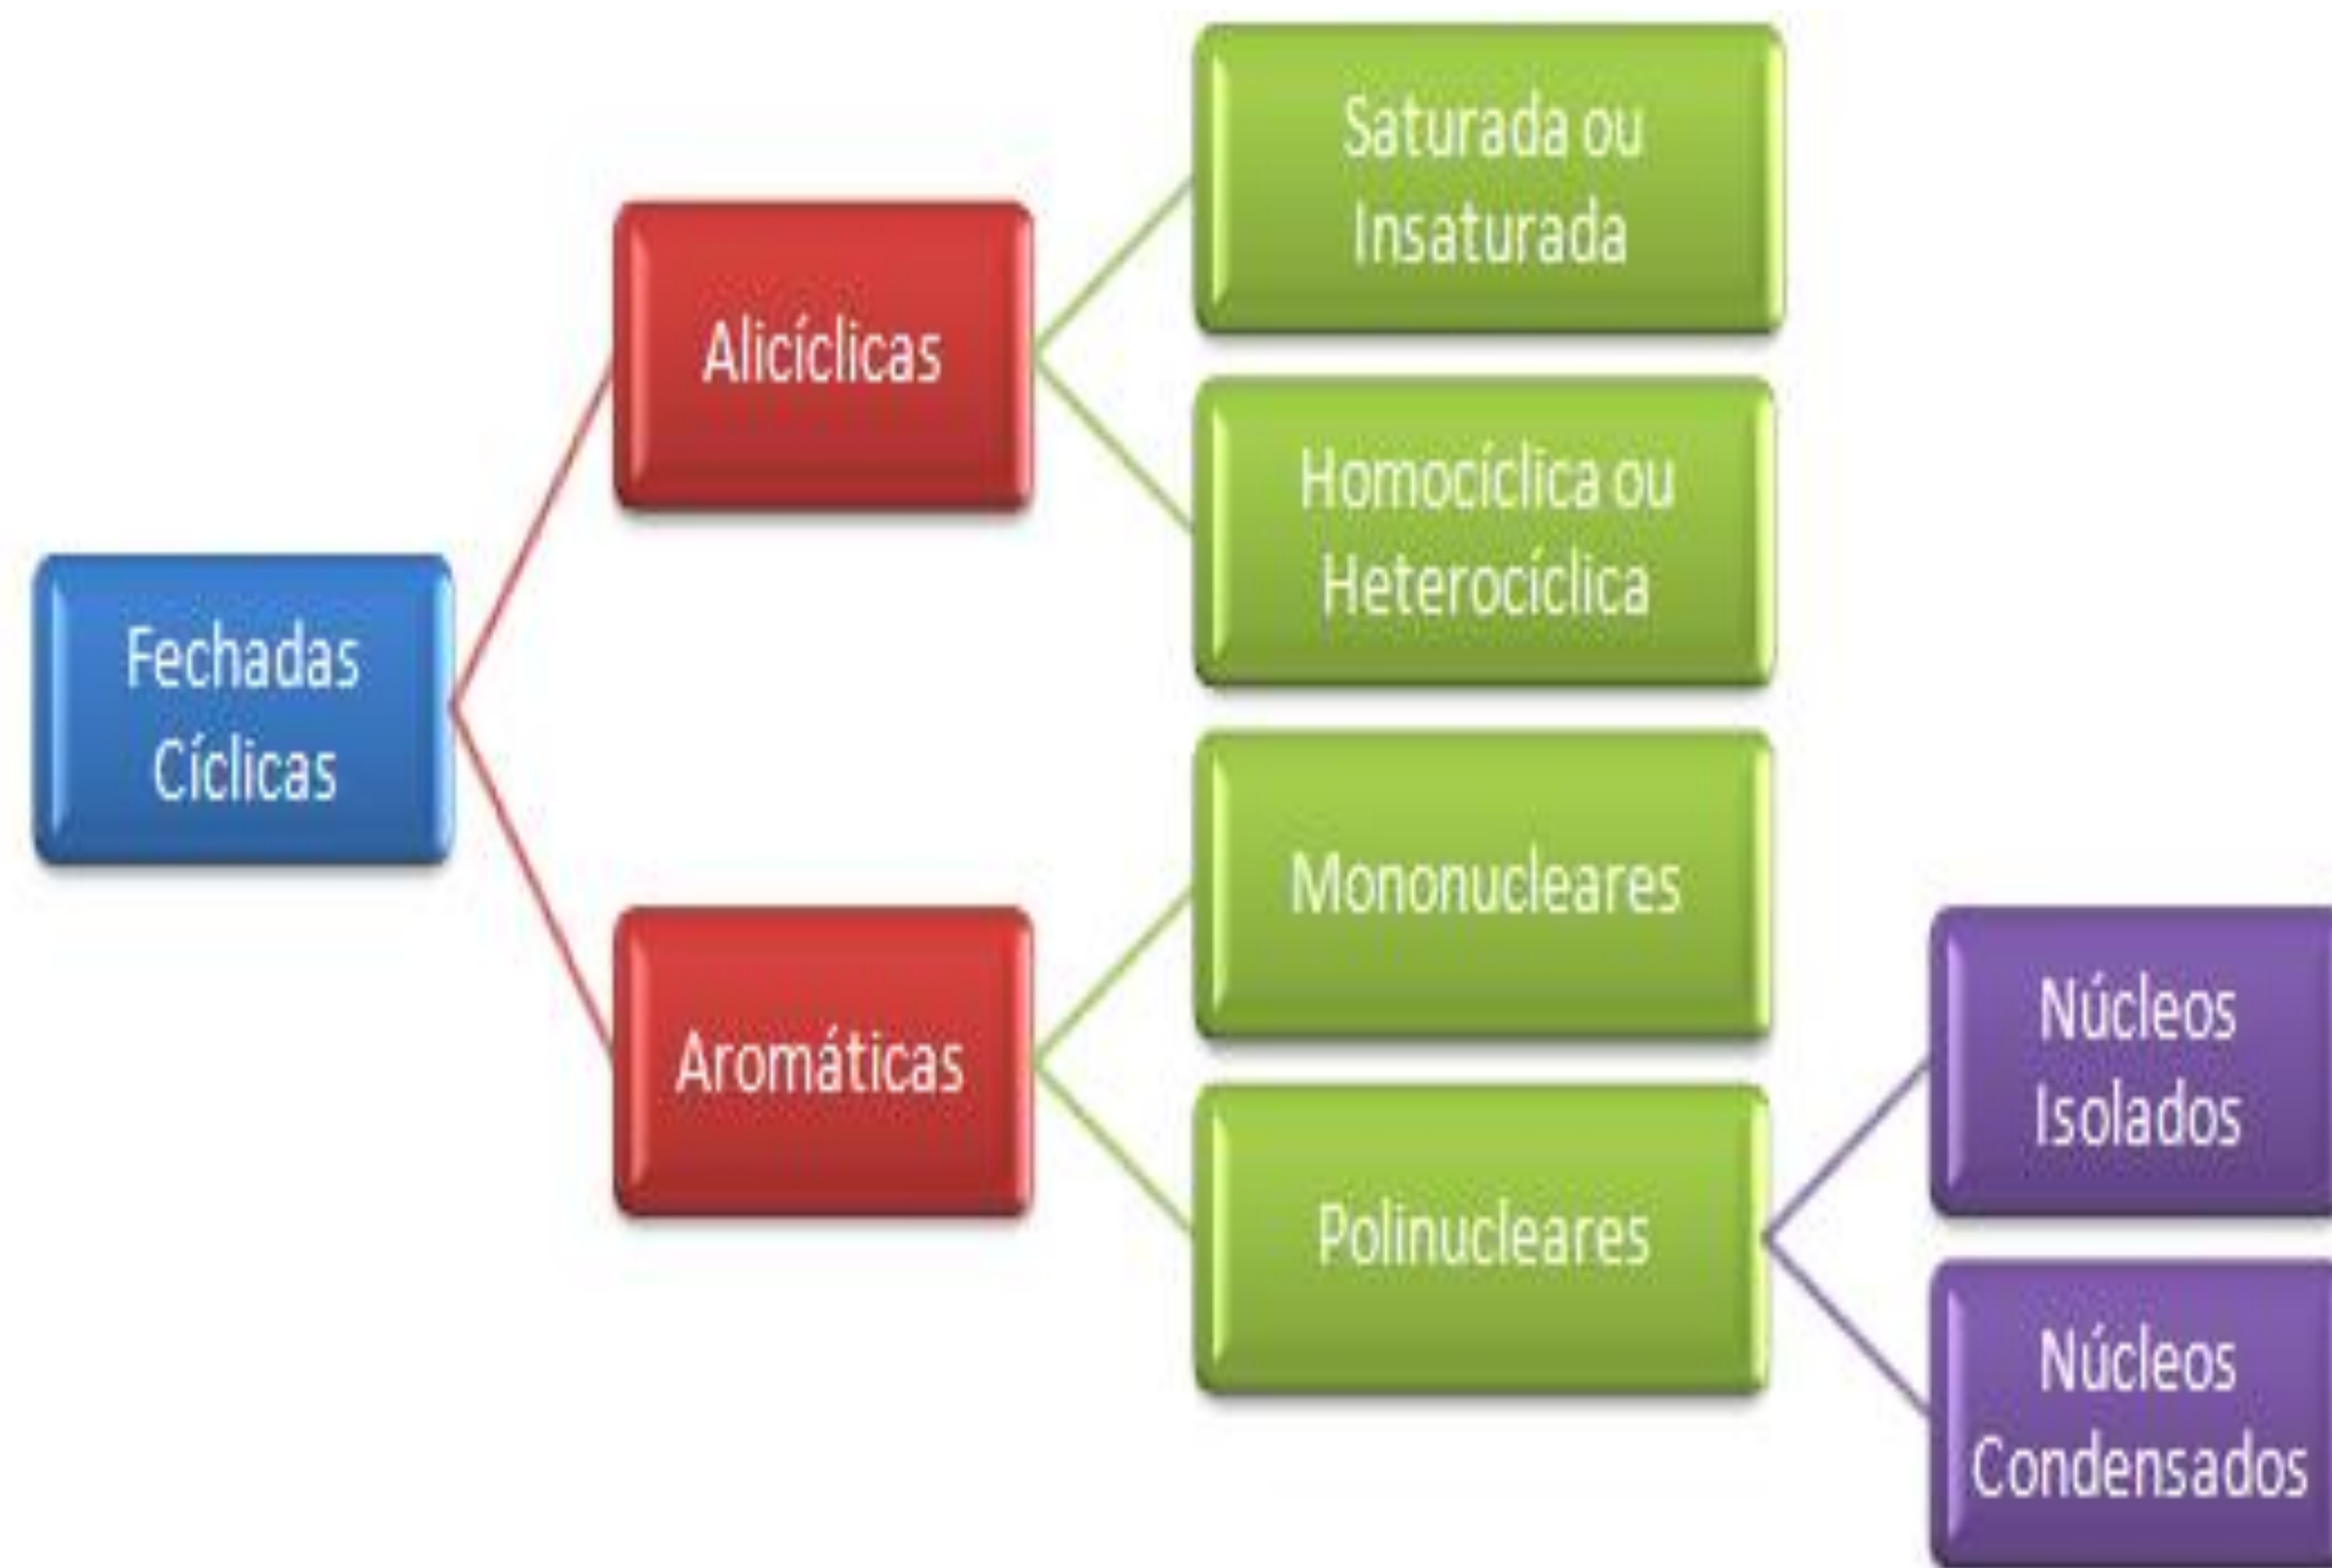 Saturada ou
Insaturada
Alicíclicas
Homocíclica ou
Heterocíclica
Fechadas
Cíclicas
Mononucleares
Aromáticas
Polinucleares
Núcleos
Isolados
Núcleos
Condensados